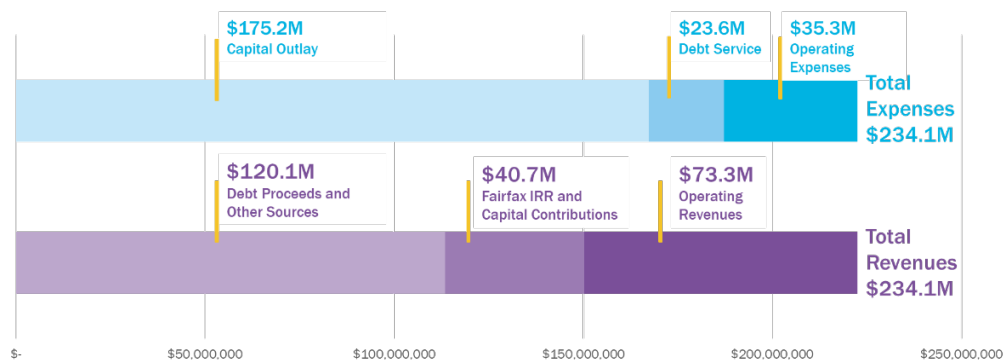 $175.2M
Capital Outlay
$23.6M
Debt Service
$35.3M
Operating
Expenses
Total
Expenses
$234.1M
$120.1M
Debt Proceeds and
Other Sources
$40.7M
Fairfax IRR and
Capital Contributions
$73.3M
Operating
Revenues
Total
Revenues
$234.1M
$- $50,000,000 $100,000,000 $150,000,000 $200,000,000 $250,000,000